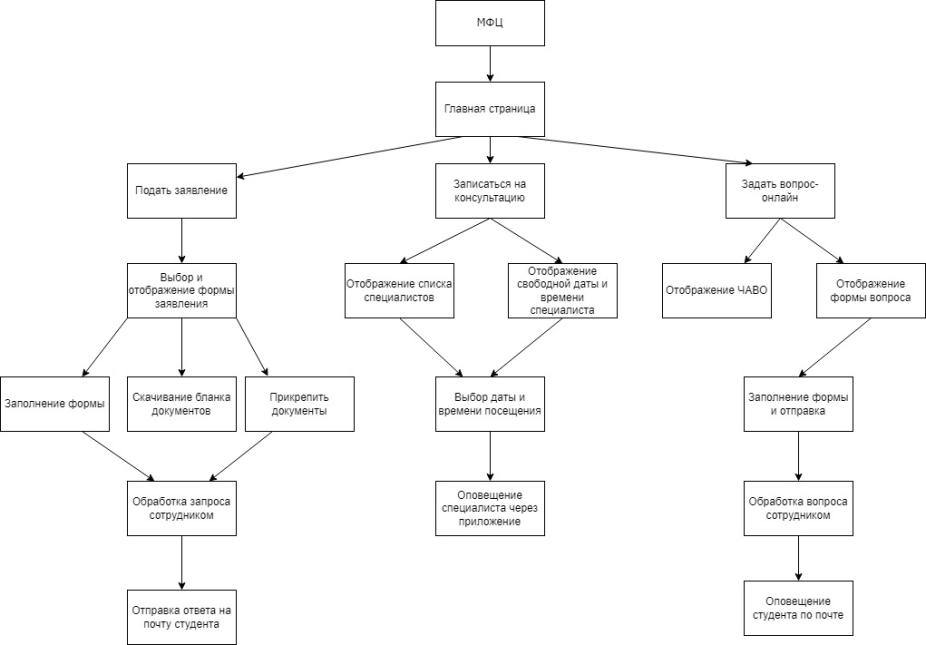 МФЦ
Главная страница
Подать заявление
Записаться на
консультацию
Задать вопрос-
онлайн
Выбор и
отображение формы
заявления
Отображение списка
специалистов
Отображение
свободной даты и
времени
специалиста
Отображение ЧАВО
Отображение
формы вопроса
Заполнение формы
Скачивание бланка
документов
Прикрепить
документы
Выбор даты и
времени посещения
Заполнение формы
и отправка
Обработка запроса
сотрудником
Оповещение
специалиста через
приложение
Обработка вопроса
сотрудником
Отправка ответа на
почту студента
Оповещение
студента по почте